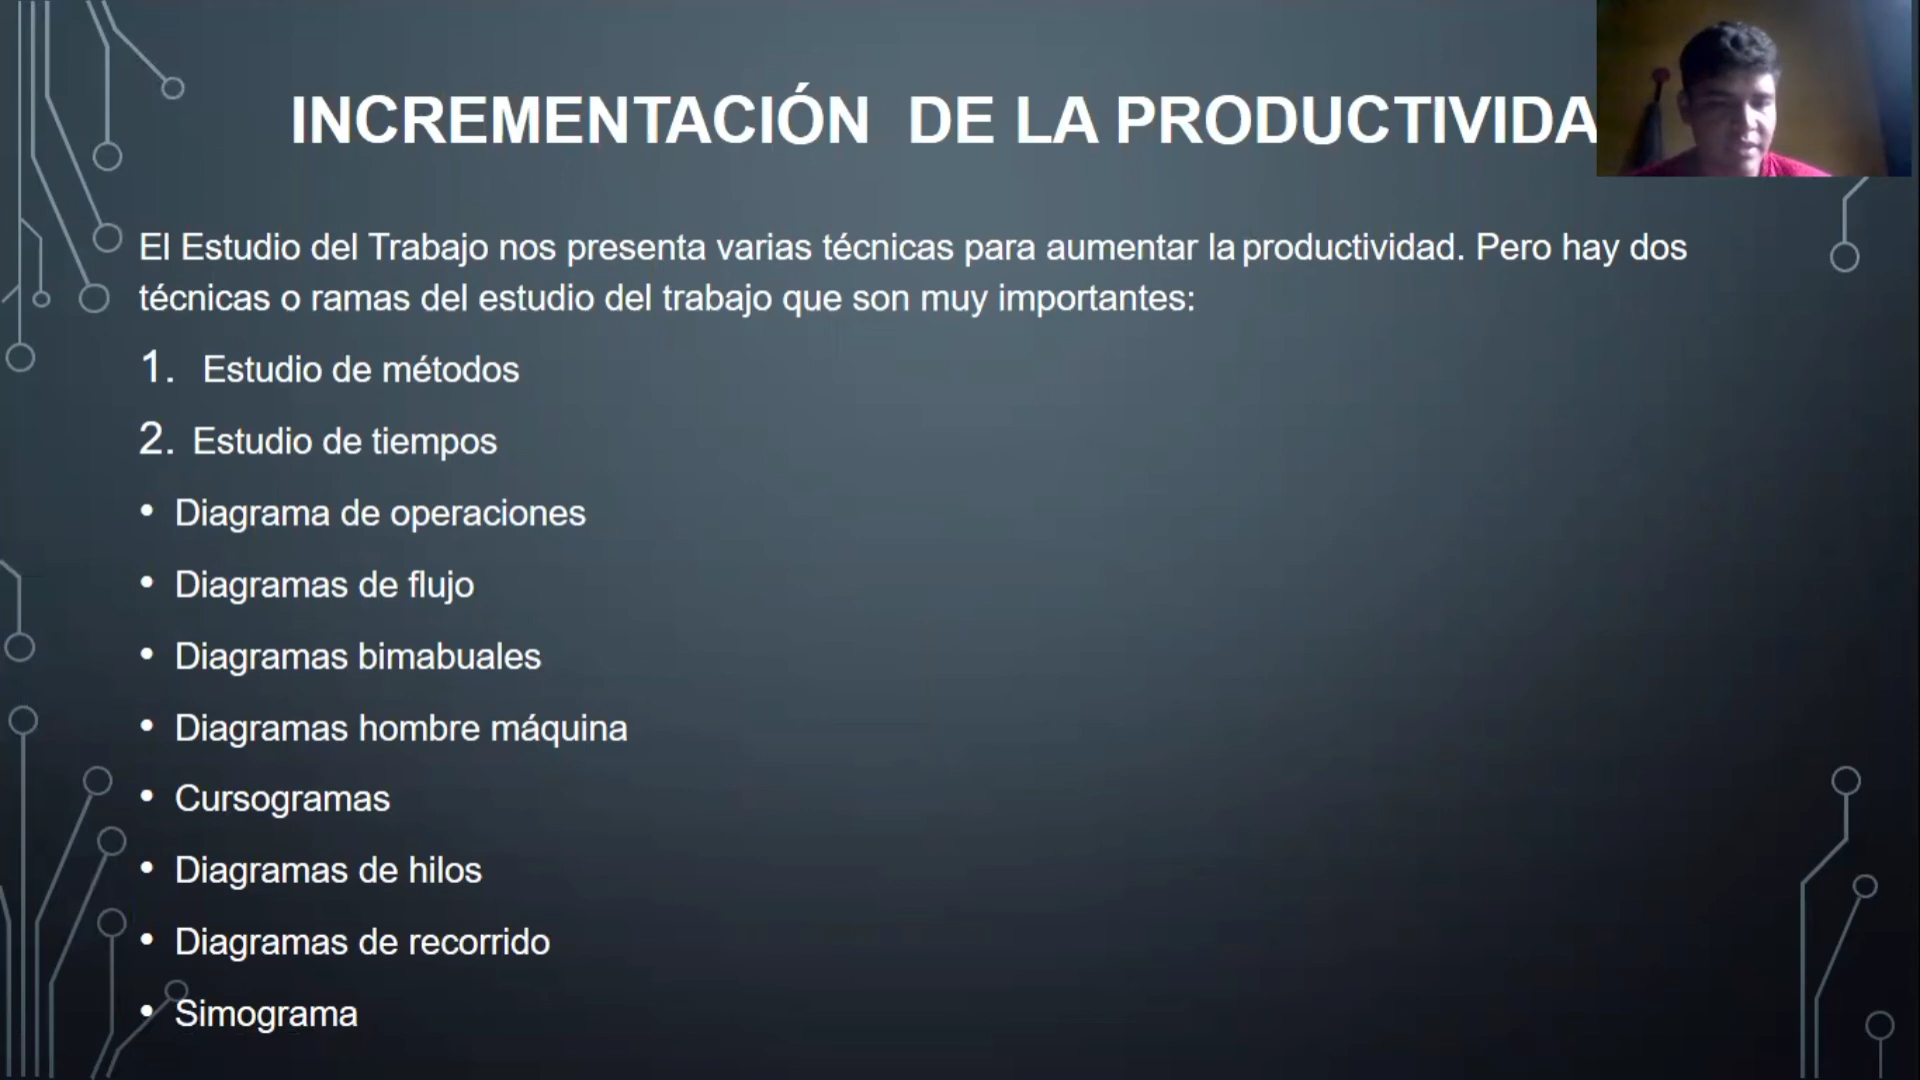 INCREMENTACIÓN DE LA PRODUCTIVIDA
El Estudio del Trabajo nos presenta varias técnicas para aumentar la productividad. Pero hay dos
técnicas o ramas del estudio del trabajo que son muy importantes:
1. Estudio de métodos
2. Estudio de tiempos
• Diagrama de operaciones
• Diagramas de flujo
• Diagramas bimabuales
• Diagramas hombre máquina
• Cursogramas
• Diagramas de hilos
• Diagramas de recorrido
• Simograma